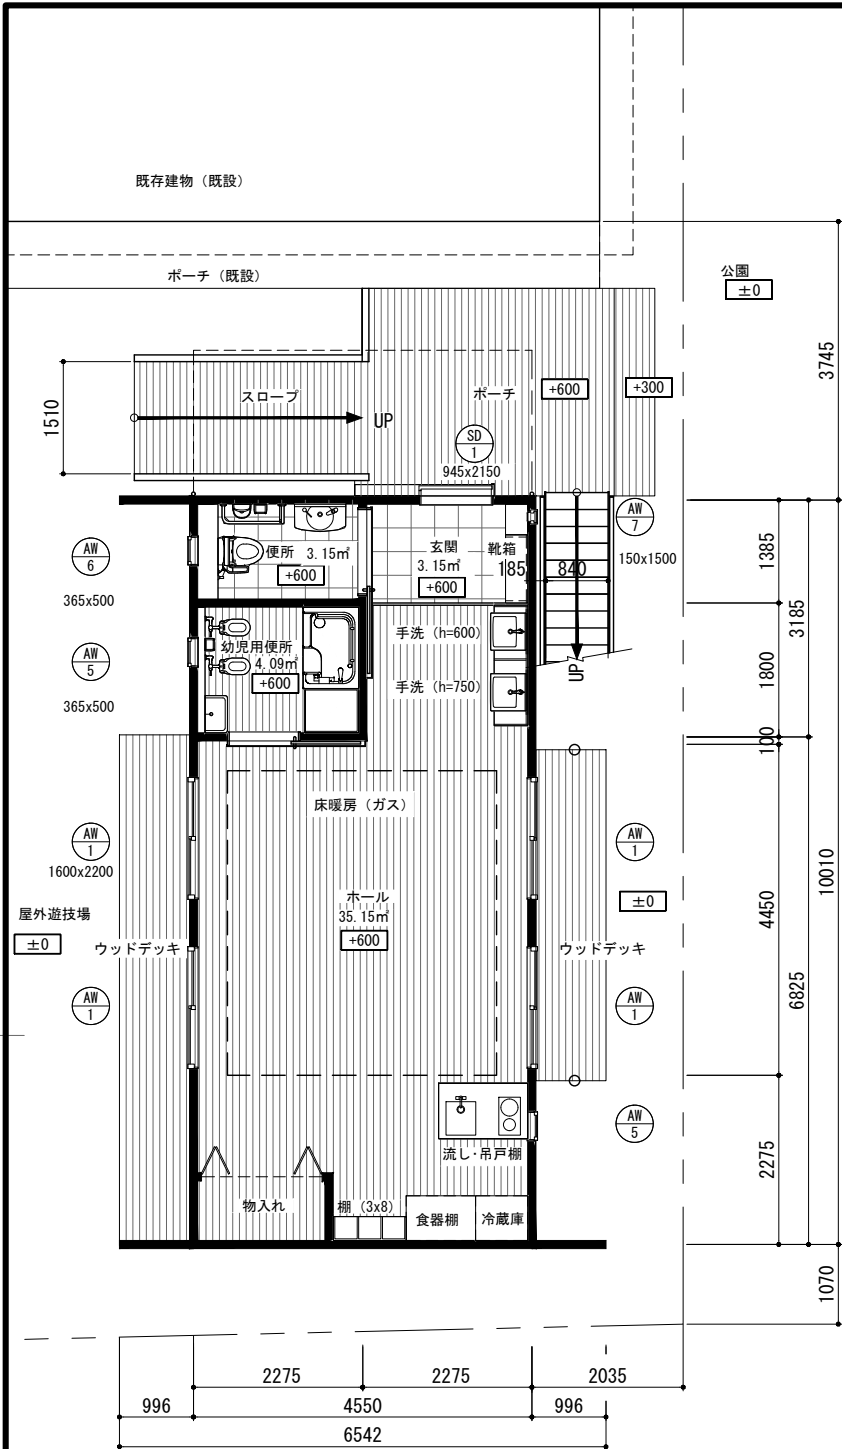 既存建物（既設）
ポーチ（既設）
公園
±0
3745
1510
スロープ
UP
ポーチ
+600
+300
SD
1
945x2150
AW
7
150x1500
AW
6
365x500
便所 3.15㎡
+600
玄関
3.15㎡
+600
靴箱
185
840
1385
3185
AW
5
365x500
幼児用便所
4.09㎡
+600
手洗（h=600）
手洗（h=750）
UP
1800
100
床暖房（ガス）
AW
1
1600x2200
AW
1
10010
ホール
35.15㎡
+600
屋外遊技場
±0
±0
ウッドデッキ
ウッドデッキ
4450
6825
AW
1
AW
1
AW
5
流し･吊戸棚
2275
物入れ
棚（3x8）
食器棚
冷蔵庫
1070
2275
2275
2035
996
4550
996
6542